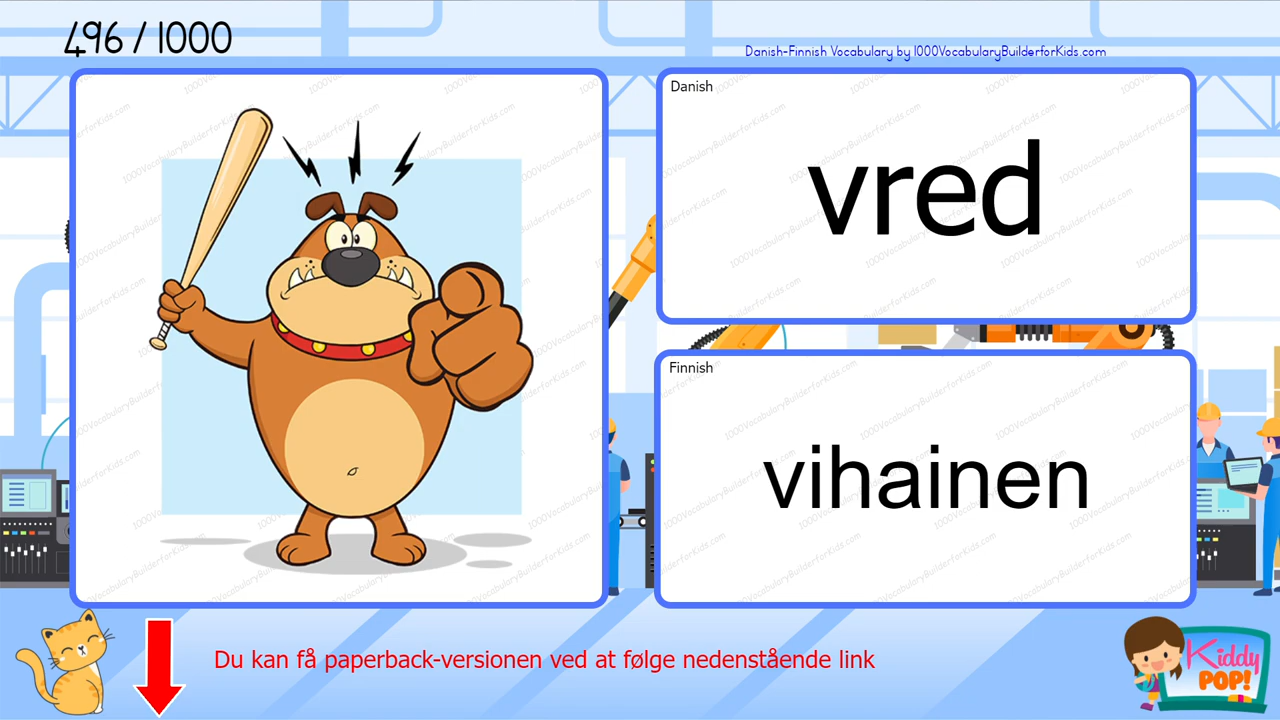 496 / 1000
Danish-Finnish Vocabulary by 1000VocabularyBuilderforKids.com
Danish
vred
Finnish
vihainen
Du kan få paperback-versionen ved at følge nedenstående link
Kiddy
POP!